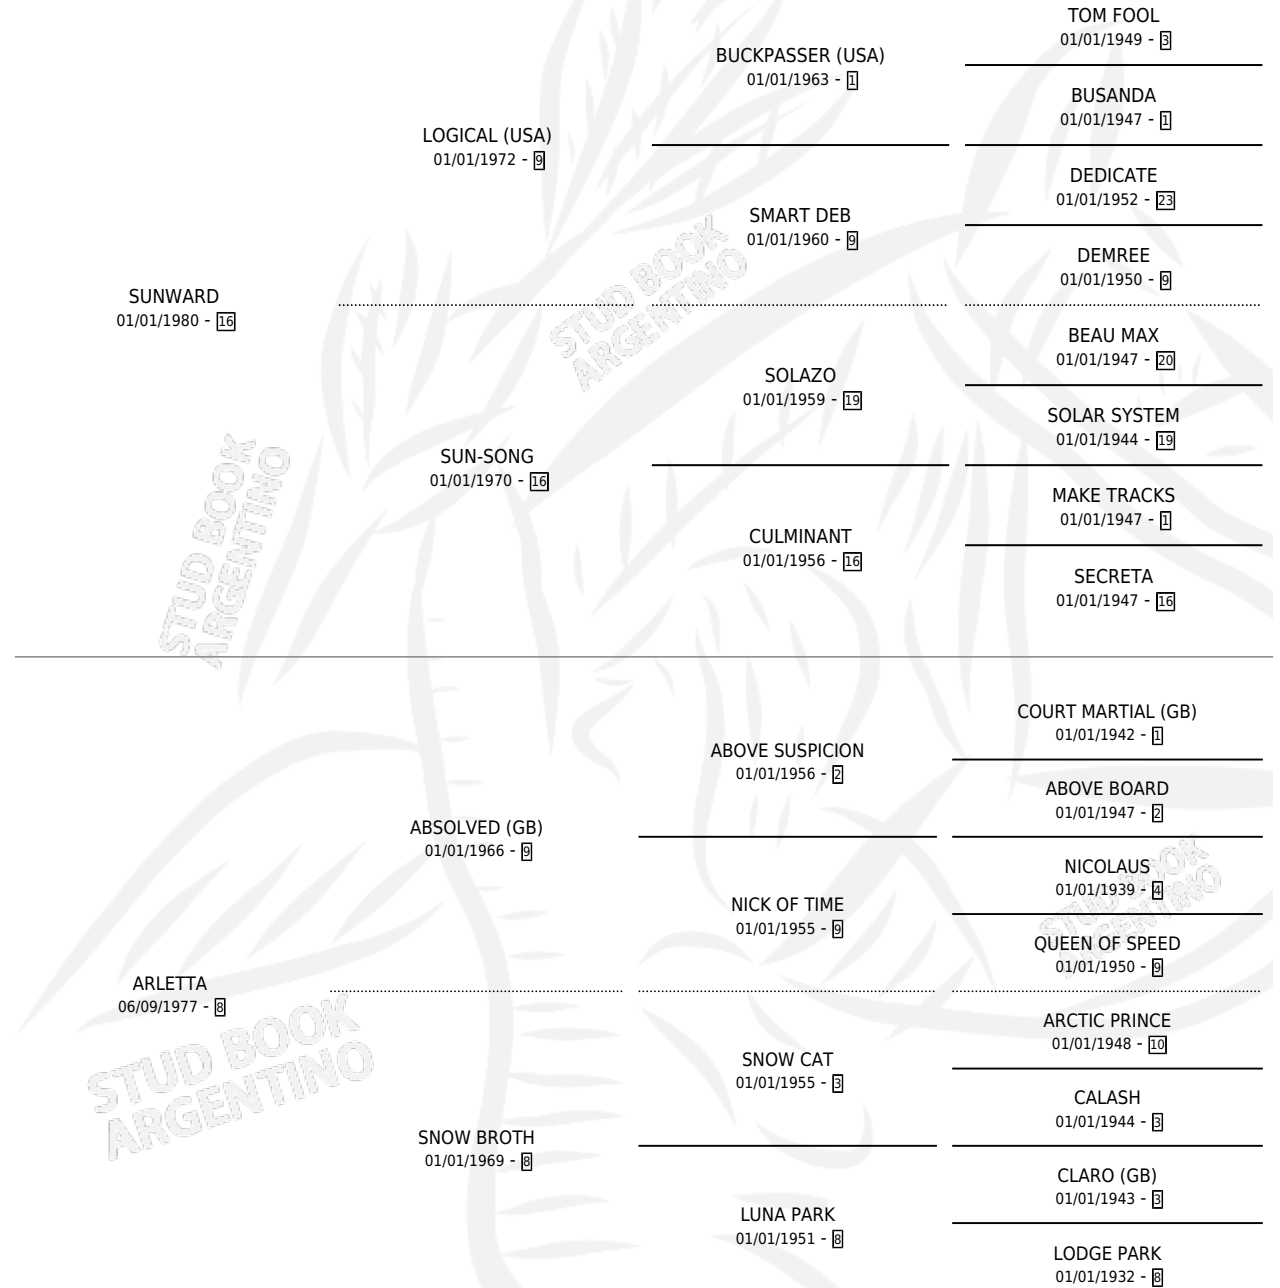 TOM FOOL
01/01/1949 - 3
BUCKPASSER (USA)
01/01/1963 - 1
BUSANDA
01/01/1947 - 1
LOGICAL (USA)
01/01/1972 - 9
DEDICATE
01/01/1952 - 23
SMART DEB
01/01/1960 - 9
DEMREE
01/01/1950 - 9
SUNWARD
01/01/1980 - 16
BEAU MAX
01/01/1947 - 20
SOLAZO
01/01/1959 - 19
SOLAR SYSTEM
01/01/1944 - 19
SUN-SONG
01/01/1970 - 16
MAKE TRACKS
01/01/1947 - 1
CULMINANT
01/01/1956 - 16
SECRETA
01/01/1947 - 16
STUD BOOK
ARGENTINO
STUD BOOK
ARGENTINO
COURT MARTIAL (GB)
01/01/1942 - 1
ABOVE SUSPICION
01/01/1956 - 2
ABOVE BOARD
01/01/1947 - 2
ABSOLVED (GB)
01/01/1966 - 9
NICOLAUS
01/01/1939 - 4
NICK OF TIME
01/01/1955 - 9
QUEEN OF SPEED
01/01/1950 - 9
ARLETTA
06/09/1977 - 8
ARCTIC PRINCE
01/01/1948 - 10
SNOW CAT
01/01/1955 - 3
CALASH
01/01/1944 - 3
SNOW BROTH
01/01/1969 - 8
CLARO (GB)
01/01/1943 - 3
LUNA PARK
01/01/1951 - 8
LODGE PARK
01/01/1932 - 8
STUD BOOK
ARGENTINO
STUD BOOK
ARGENTINO